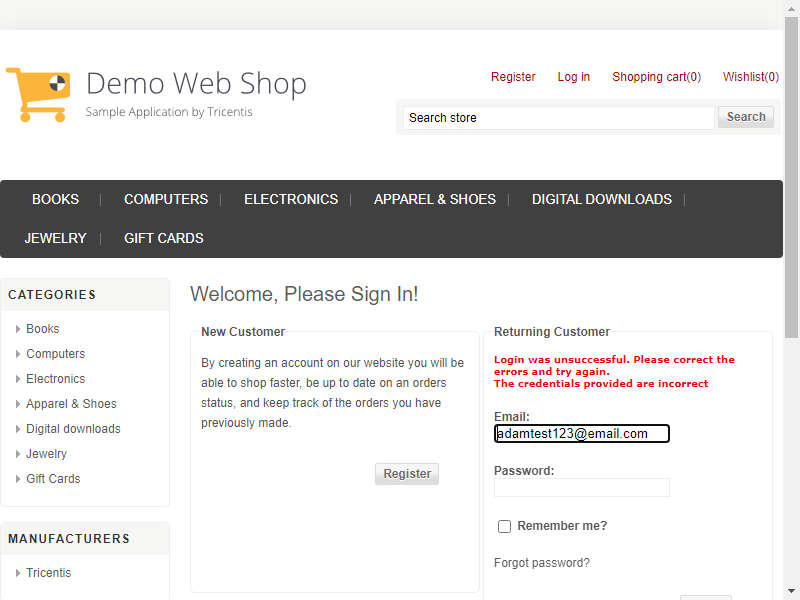 Demo Web Shop
Sample Application by Tricentis
Register Log in Shopping cart(0) Wishlist(0)
Search store Search
BOOKS COMPUTERS ELECTRONICS APPAREL & SHOES DIGITAL DOWNLOADS
JEWELRY GIFT CARDS
CATEGORIES
Books
Computers
Electronics
Apparel & Shoes
Digital downloads
Jewelry
Gift Cards
MANUFACTURERS
Tricentis
Welcome, Please Sign In!
New Customer
By creating an account on our website you will be
able to shop faster, be up to date on an orders
status, and keep track of the orders you have
previously made.
Register
Returning Customer
Login was unsuccessful. Please correct the
errors and try again.
The credentials provided are incorrect
Email:
adamtest123@email.com
Password:
Remember me?
Forgot password?